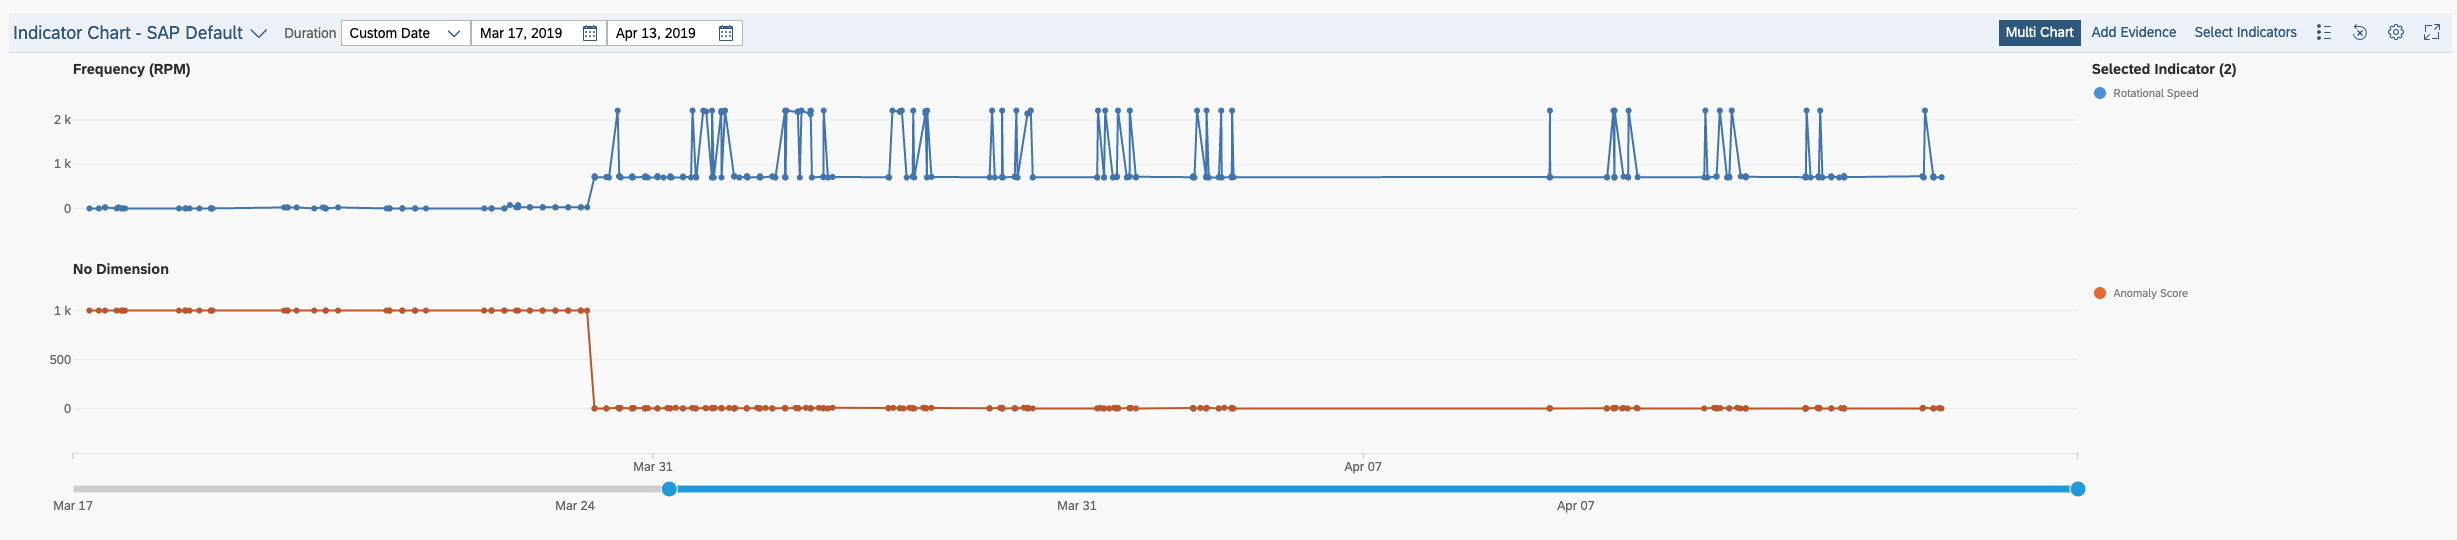 Indicator Chart - SAP Default Duration Custom Date Mar 17, 2019 Apr 13, 2019 Multi Chart Add Evidence Select Indicators
Frequency (RPM) Selected Indicator (2)
Rotational Speed
2 k
1 k
0
No Dimension
Anomaly Score
1 k
500
0
Mar 31 Apr 07
Mar 17 Mar 24 Mar 31 Apr 07